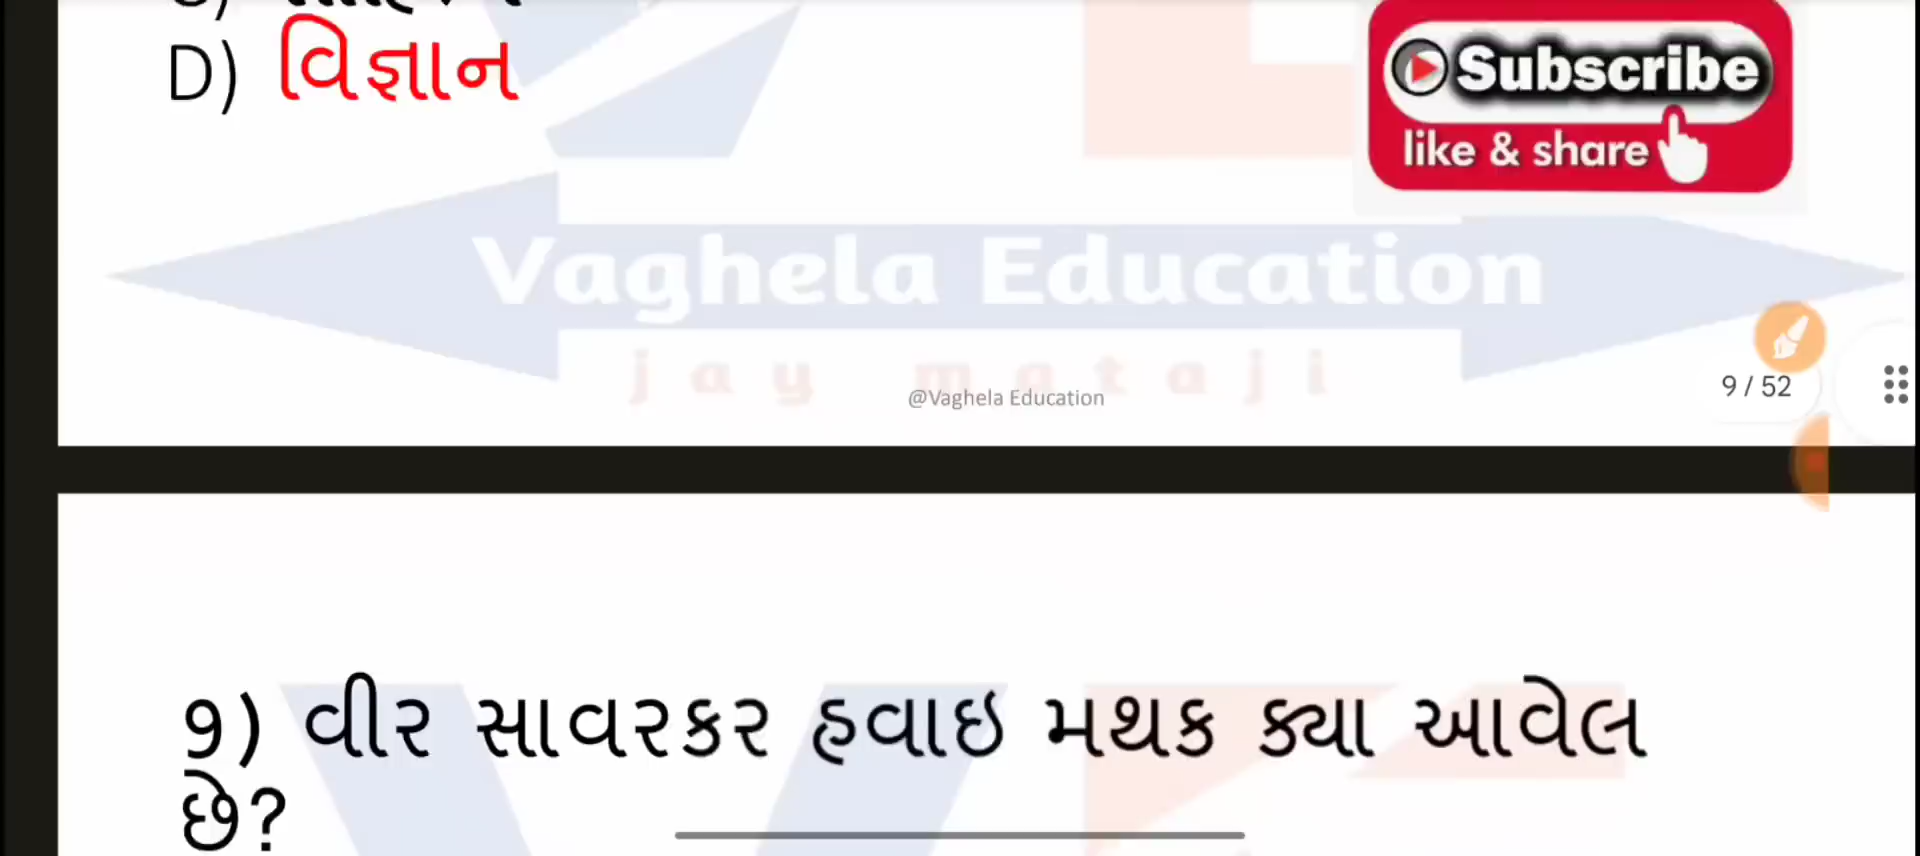 D) વિજ્ઞાન
Subscribe
like & share
Vaghela Education
jay mataji
@Vaghela Education
9 / 52
9) વીર સાવરકર હવાઇ મથક ક્યા આવેલ
છે?